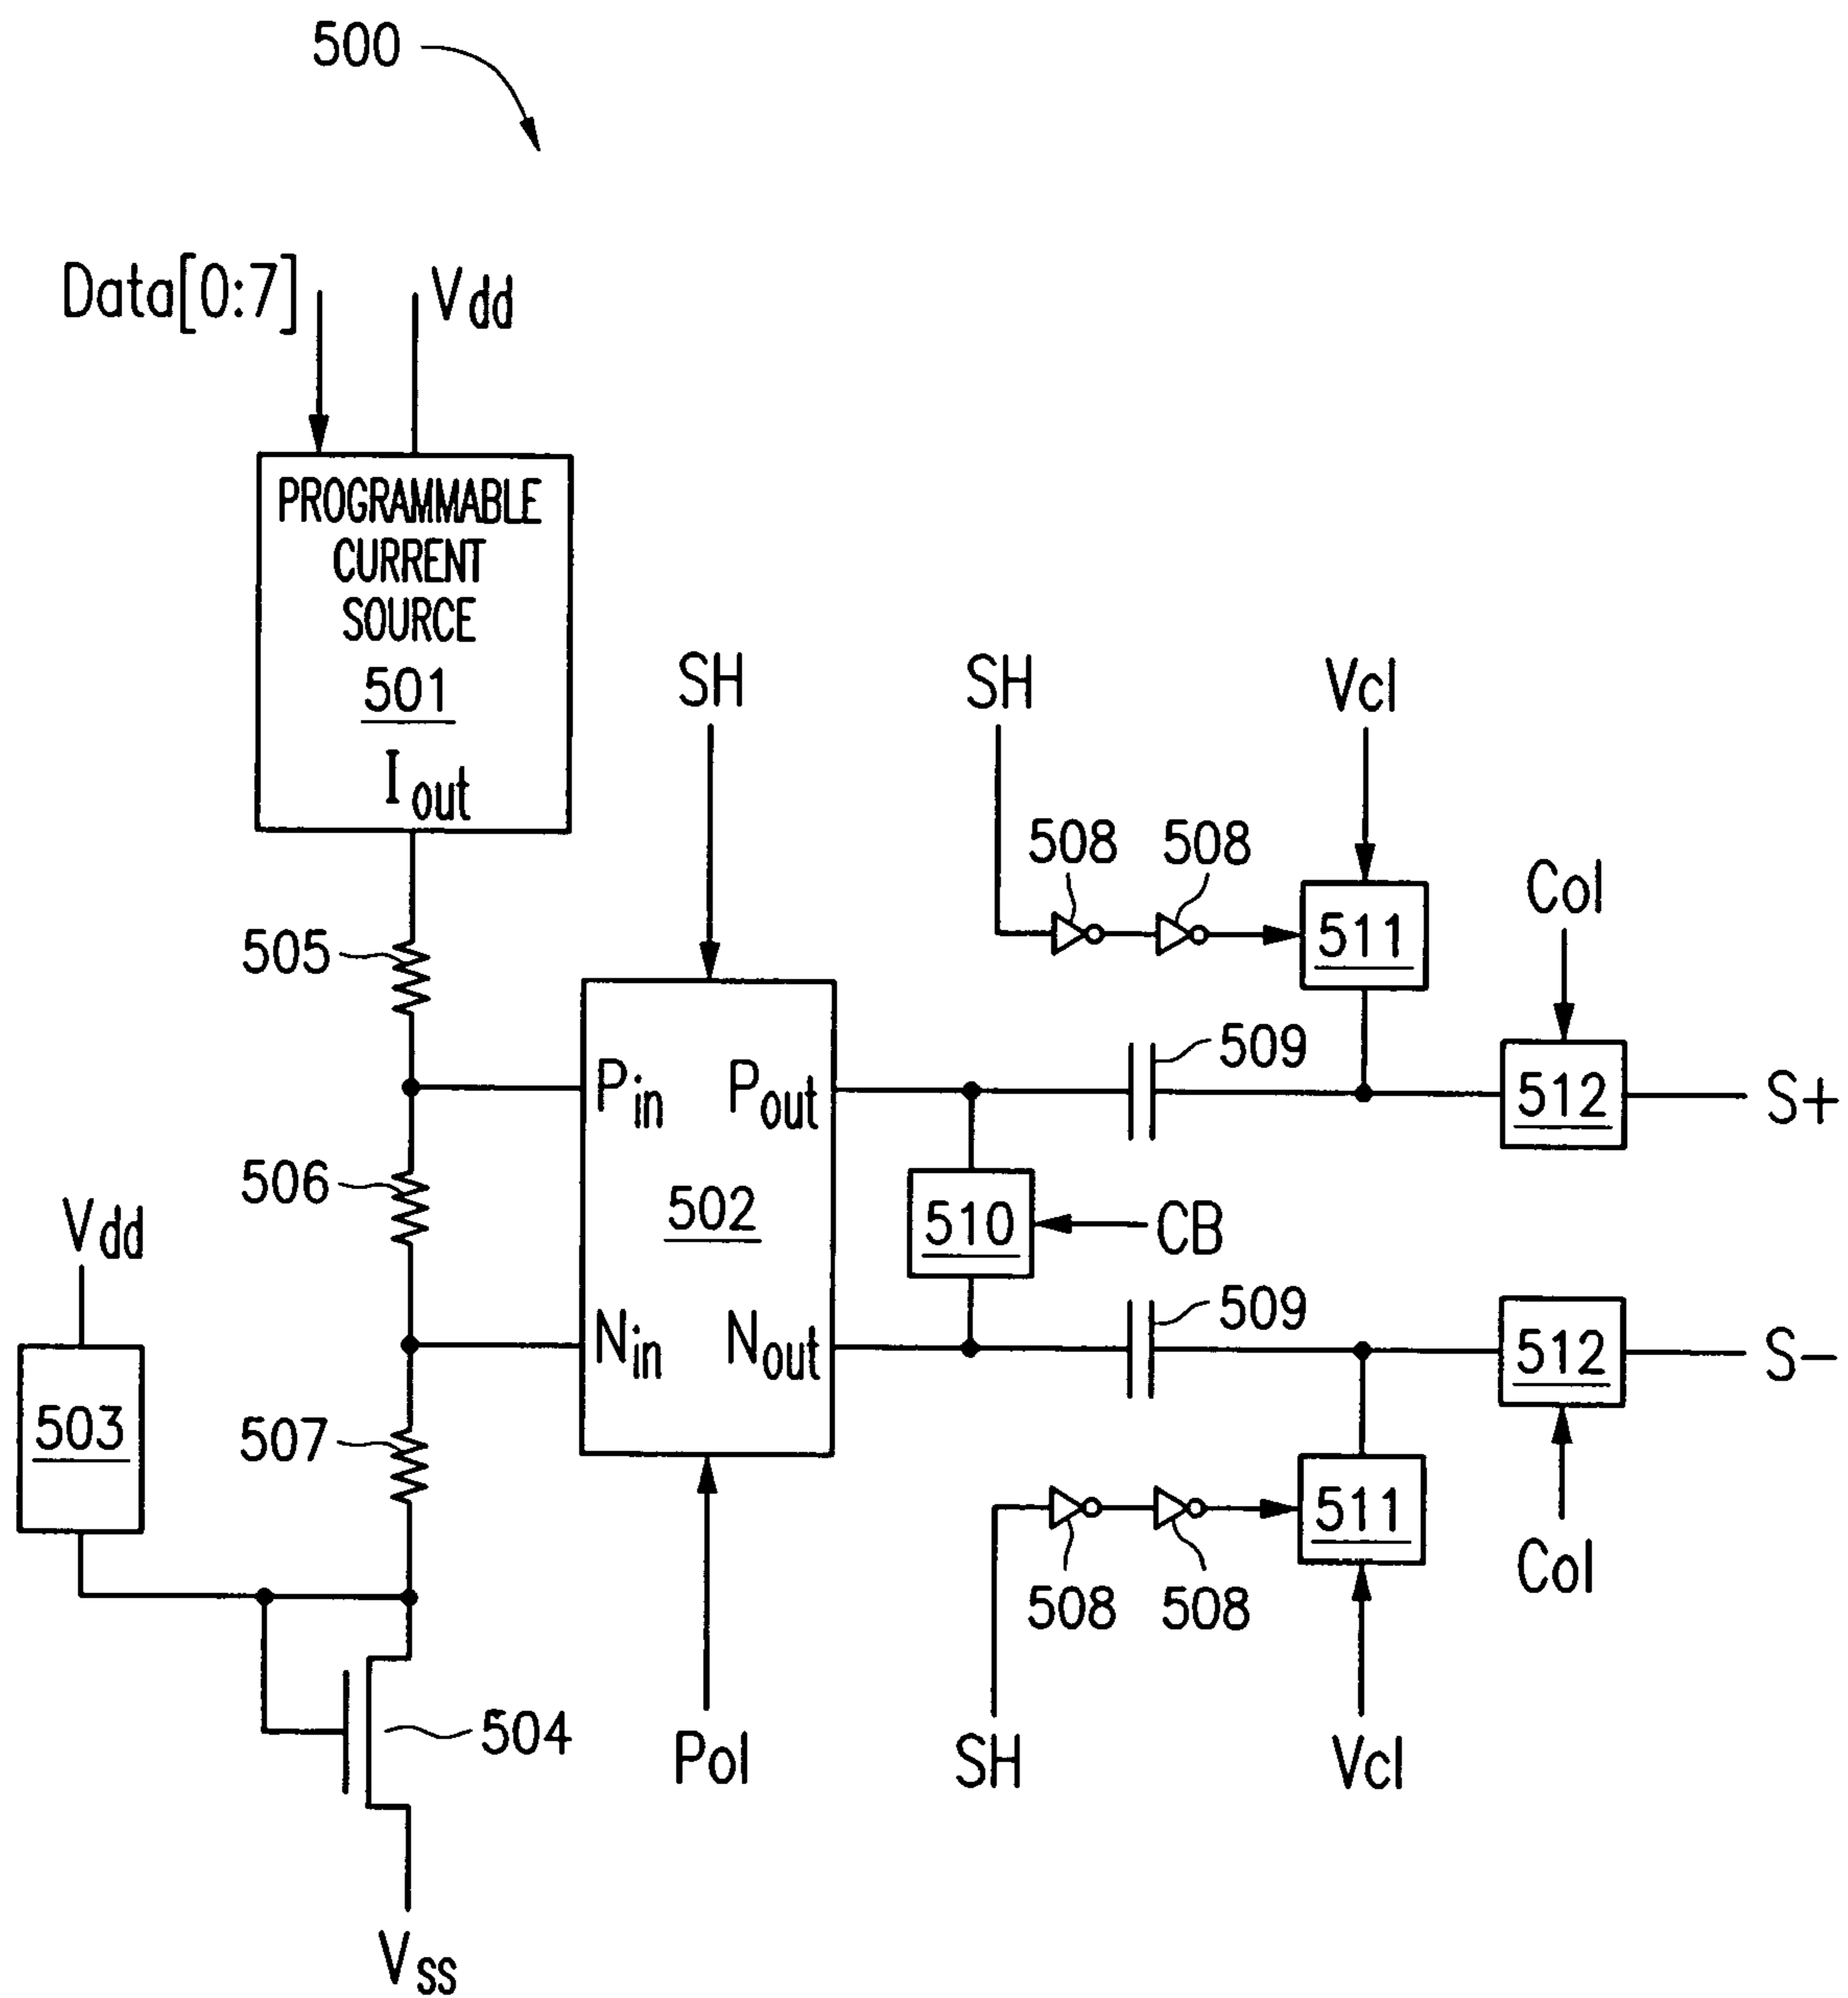 500
Data[0:7]
Vdd
PROGRAMMABLE
CURRENT
SOURCE
501
Iout
SH
SH
Vcl
508
508
Col
511
505
509
512
S+
Pin
Pout
506
502
510
CB
Vdd
509
Nin
Nout
512
S-
503
507
511
508
508
Col
504
Pol
SH
Vcl
Vss